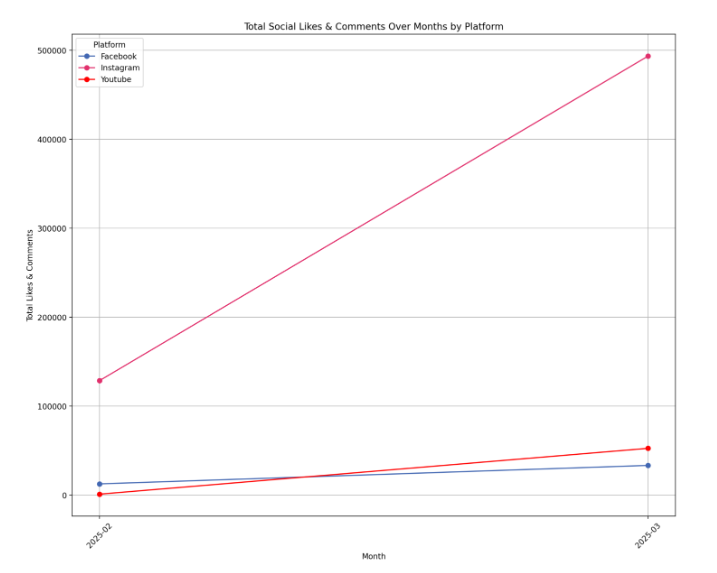 Total Social Likes & Comments Over Months by Platform
Platform
Facebook
Instagram
Youtube
500000
400000
300000
200000
100000
0
Total Likes & Comments
2025-02
2025-03
Month